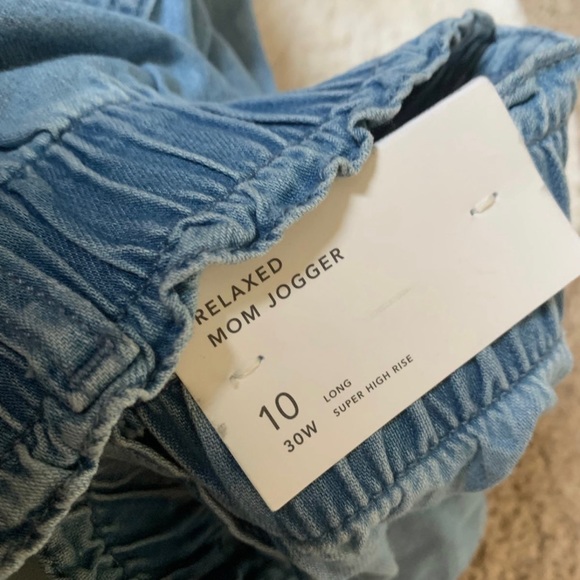 RELAXED
MOM JOGGER
10
30W
LONG
SUPER HIGH RISE